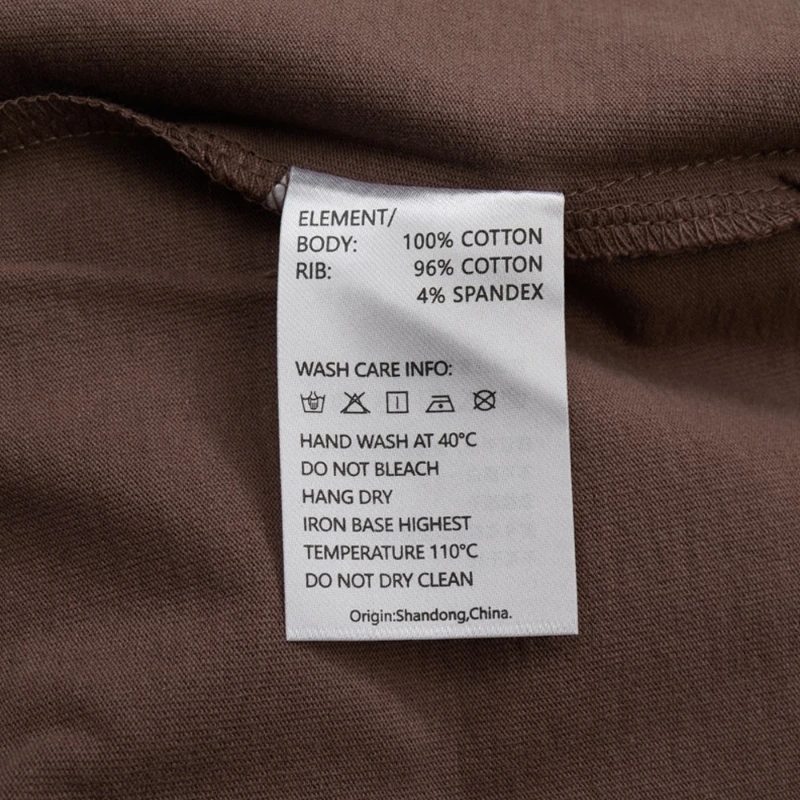 ELEMENT/
BODY: 100% COTTON
RIB: 96% COTTON
4% SPANDEX
WASH CARE INFO:
HAND WASH AT 40°C
DO NOT BLEACH
HANG DRY
IRON BASE HIGHEST
TEMPERATURE 110°C
DO NOT DRY CLEAN
Origin:Shandong,China.